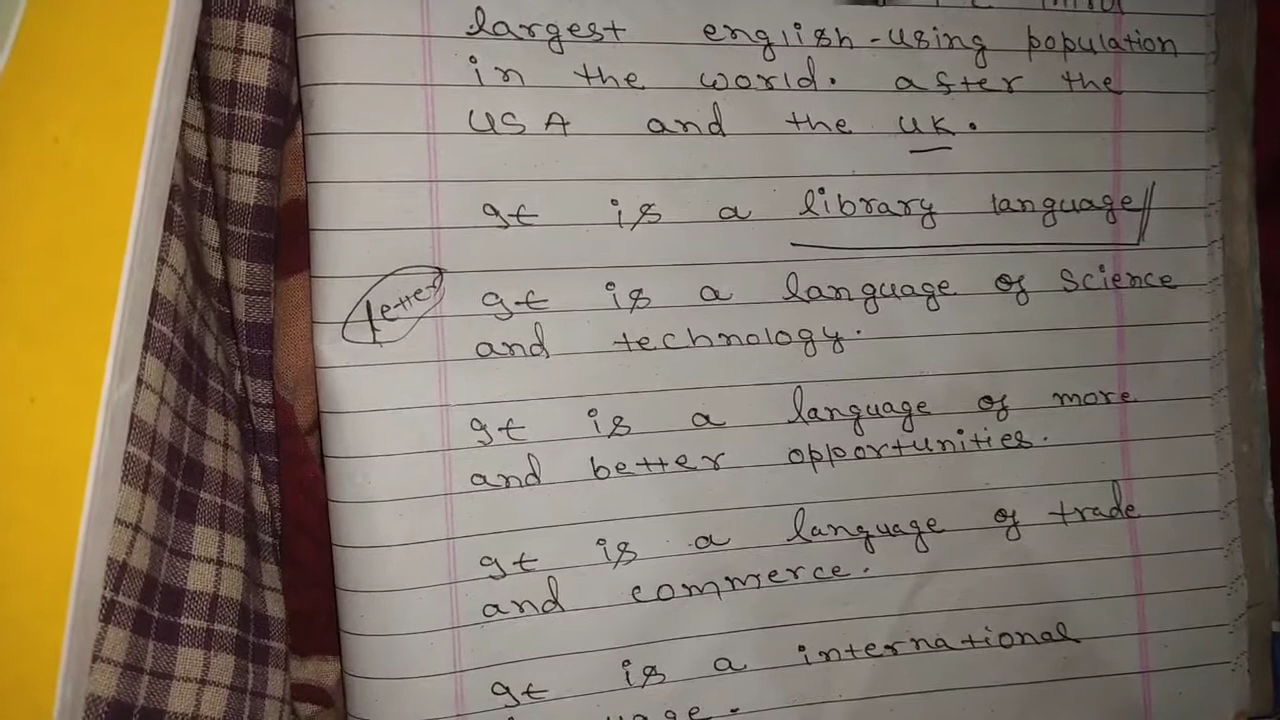 largest english-using population
in the world. after the
USA and the UK.
It is a library language
letter
It is a language of science
and technology.
It is a language of more
and better opportunities.
It is a language of trade
and commerce.
It is a international